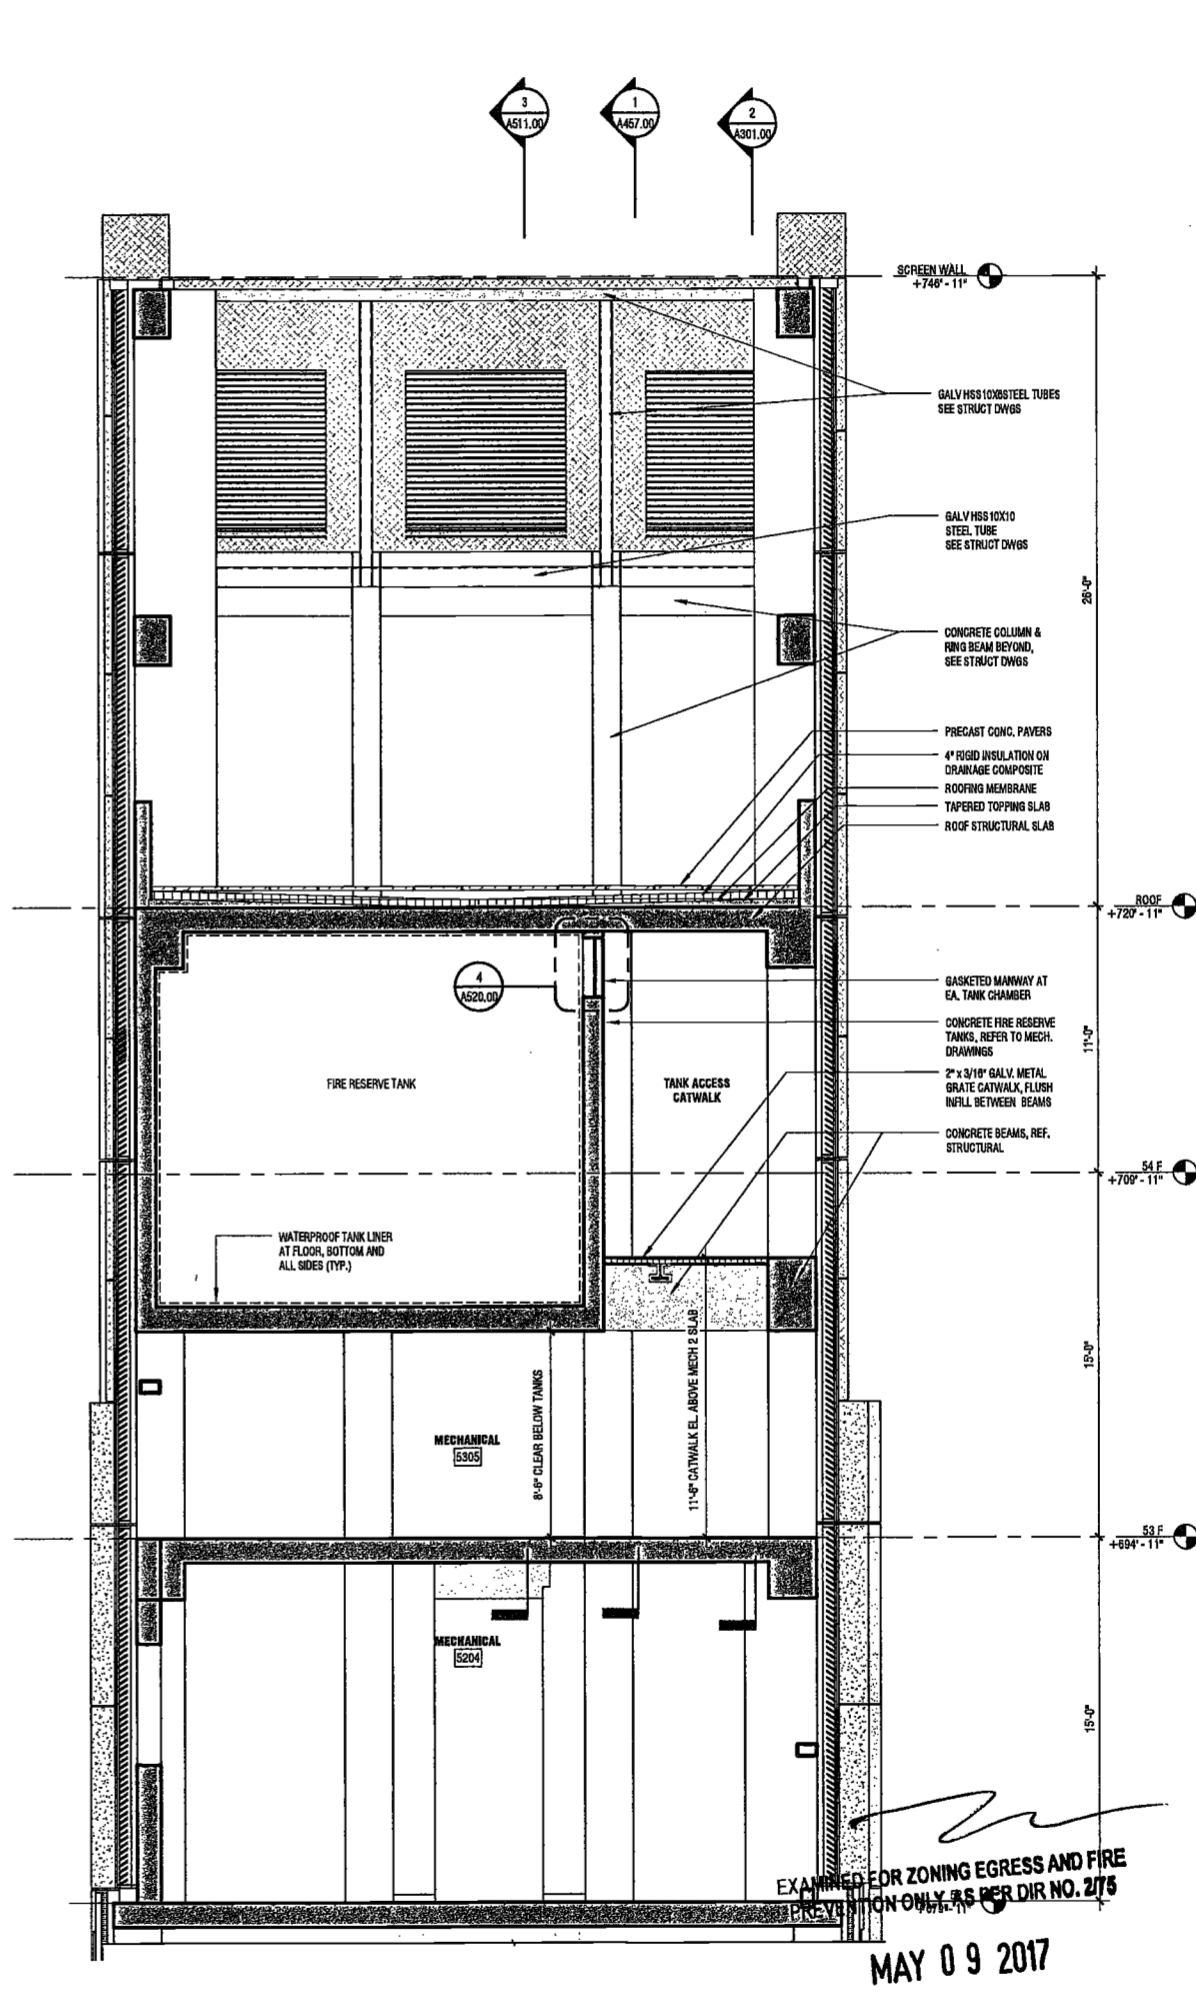 3
A511.00
1
A457.00
2
A301.00
SCREEN WALL
+746' - 11"
GALV HSS10X6STEEL TUBES
SEE STRUCT DWGS
GALV HSS10X10
STEEL TUBE
SEE STRUCT DWGS
26'-0"
CONCRETE COLUMN &
RING BEAM BEYOND,
SEE STRUCT DWGS
PRECAST CONC. PAVERS
4" RIGID INSULATION ON
DRAINAGE COMPOSITE
ROOFING MEMBRANE
TAPERED TOPPING SLAB
ROOF STRUCTURAL SLAB
ROOF
+720' - 11"
4
A520.00
GASKETED MANWAY AT
EA. TANK CHAMBER
CONCRETE FIRE RESERVE
TANKS, REFER TO MECH.
DRAWINGS
11'-0"
FIRE RESERVE TANK
TANK ACCESS
CATWALK
2" x 3/16" GALV. METAL
GRATE CATWALK, FLUSH
INFILL BETWEEN BEAMS
CONCRETE BEAMS, REF.
STRUCTURAL
54 F
+709' - 11"
WATERPROOF TANK LINER
AT FLOOR, BOTTOM AND
ALL SIDES (TYP.)
8'-6" CLEAR BELOW TANKS
11'-6" CATWALK EL. ABOVE MECH 2 SLAB
15'-0"
MECHANICAL
5305
53 F
+694' - 11"
MECHANICAL
5204
15'-0"
EXAMINED FOR ZONING EGRESS AND FIRE
PREVENTION ONLY AS PER DIR NO. 2/75
MAY 09 2017